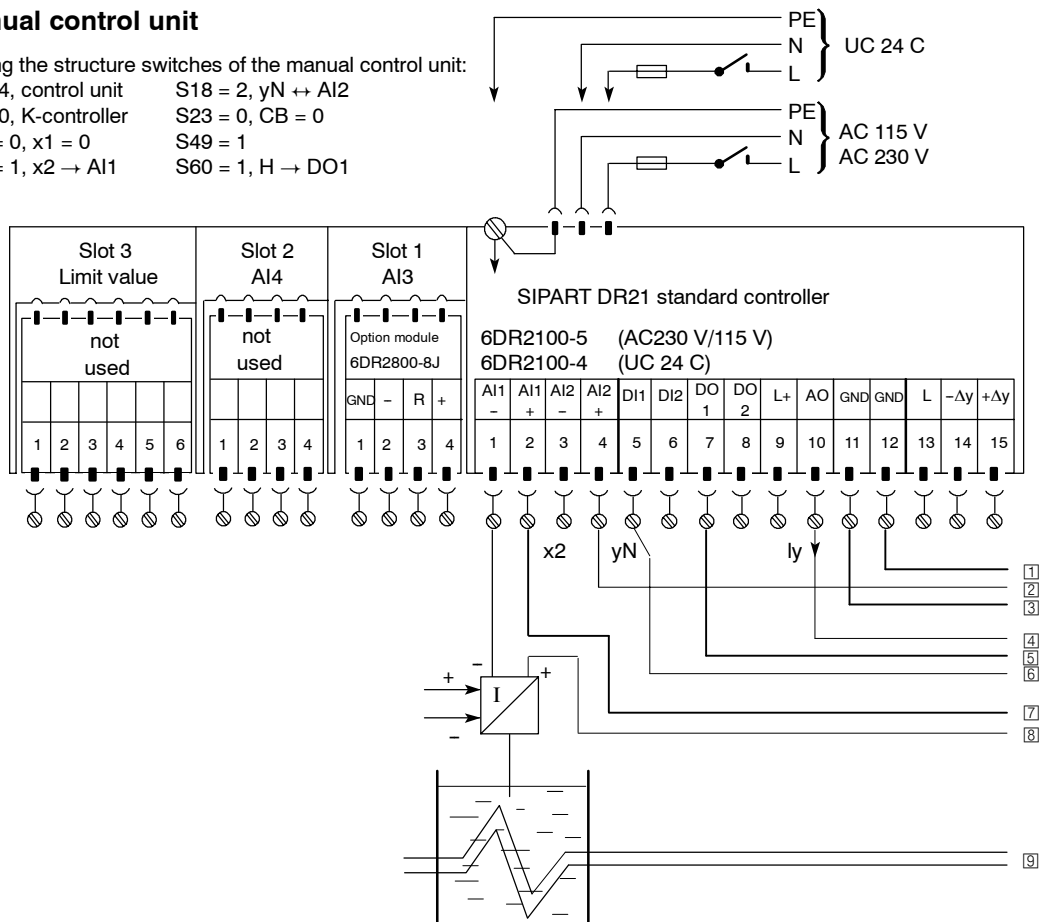 nual control unit
ng the structure switches of the manual control unit:
4, control unit S18 = 2, yN ↔ AI2
0, K-controller S23 = 0, CB = 0
= 0, x1 = 0 S49 = 1
= 1, x2 → AI1 S60 = 1, H → DO1
PE
N
L
UC 24 C
PE
N
L
AC 115 V
AC 230 V
Slot 3
Limit value
not
used
1 2 3 4 5 6
Slot 2
AI4
not
used
1 2 3 4
Slot 1
AI3
Option module
6DR2800-8J
GND – R +
1 2 3 4
SIPART DR21 standard controller
6DR2100-5 (AC230 V/115 V)
6DR2100-4 (UC 24 C)
AI1 – AI1 + AI2 – AI2 + DI1 DI2 DO 1 DO 2 L+ AO GND GND L –Δy +Δy
1 2 3 4 5 6 7 8 9 10 11 12 13 14 15
x2 yN Iy
1
2
3
4
5
6
7
8
9
– +
+ I
–